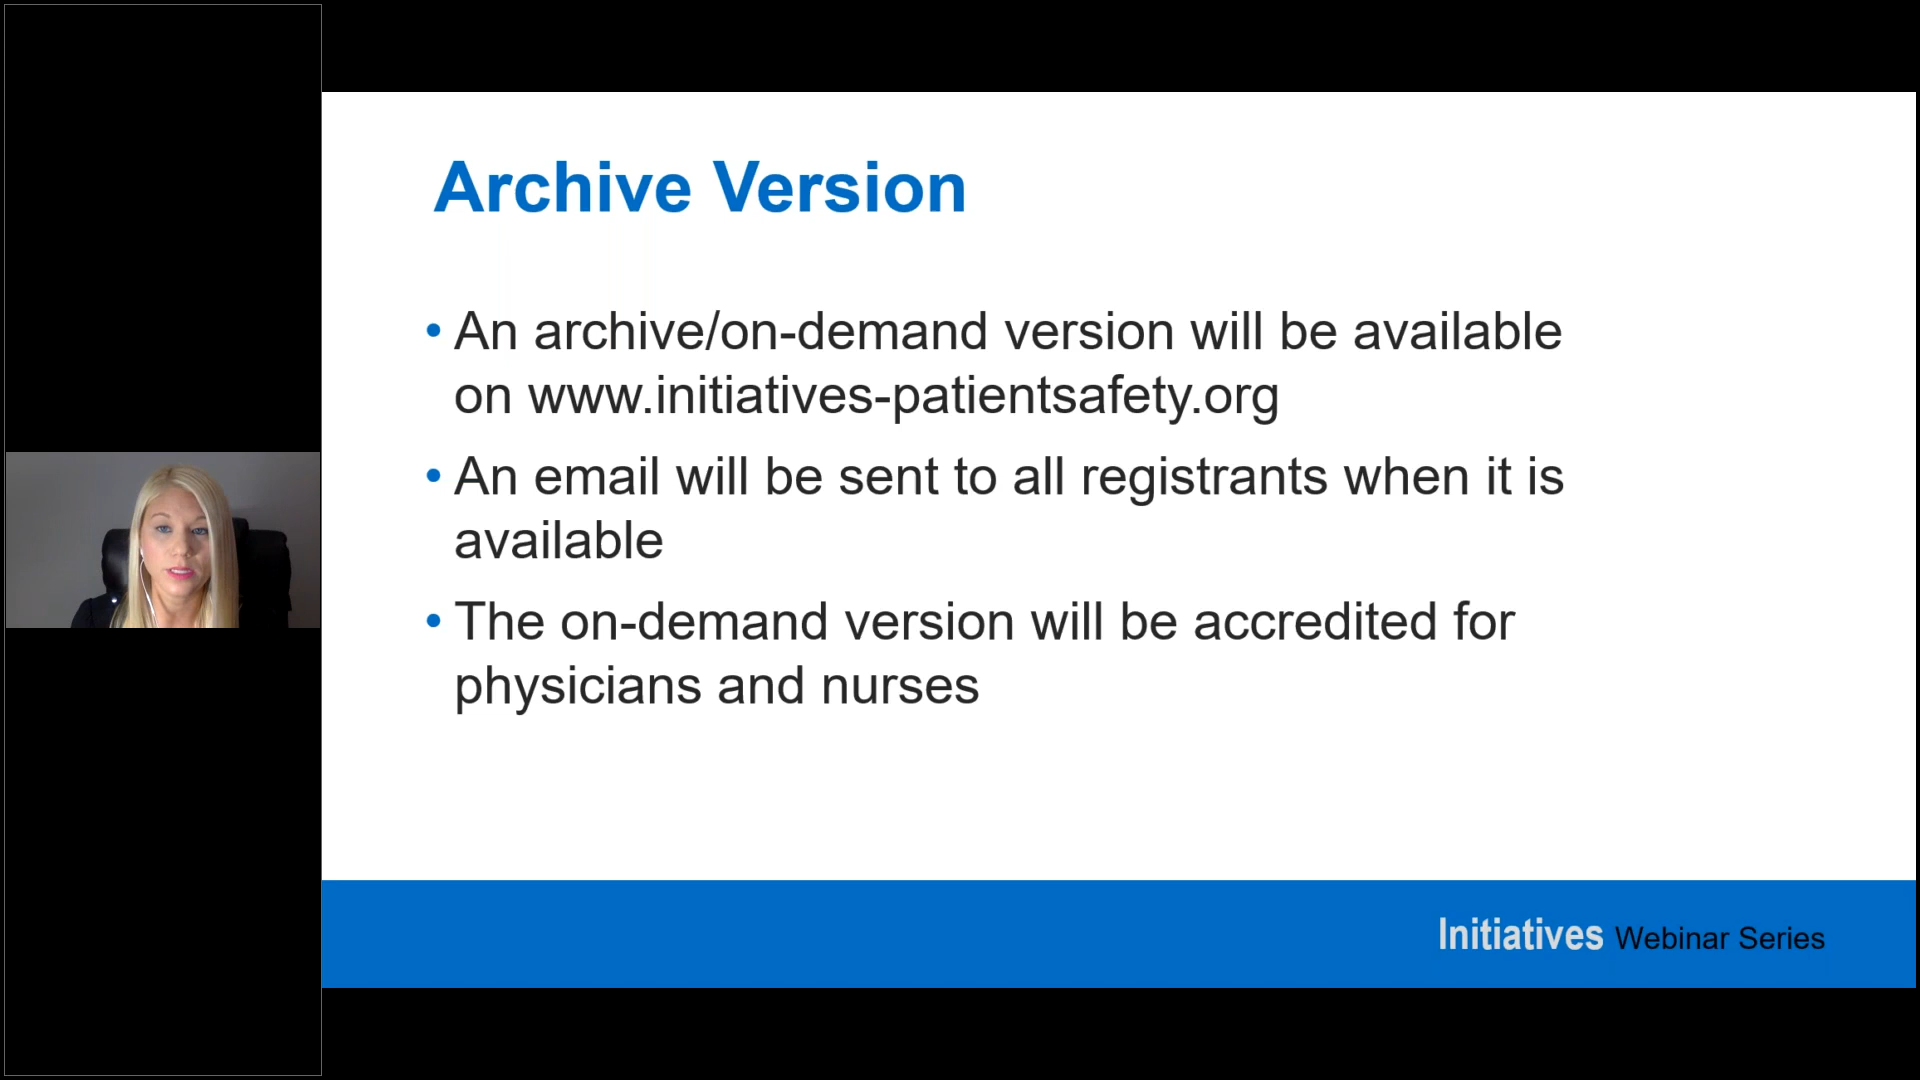 Archive Version
• An archive/on-demand version will be available
on www.initiatives-patientsafety.org
• An email will be sent to all registrants when it is
available
• The on-demand version will be accredited for
physicians and nurses
Initiatives Webinar Series